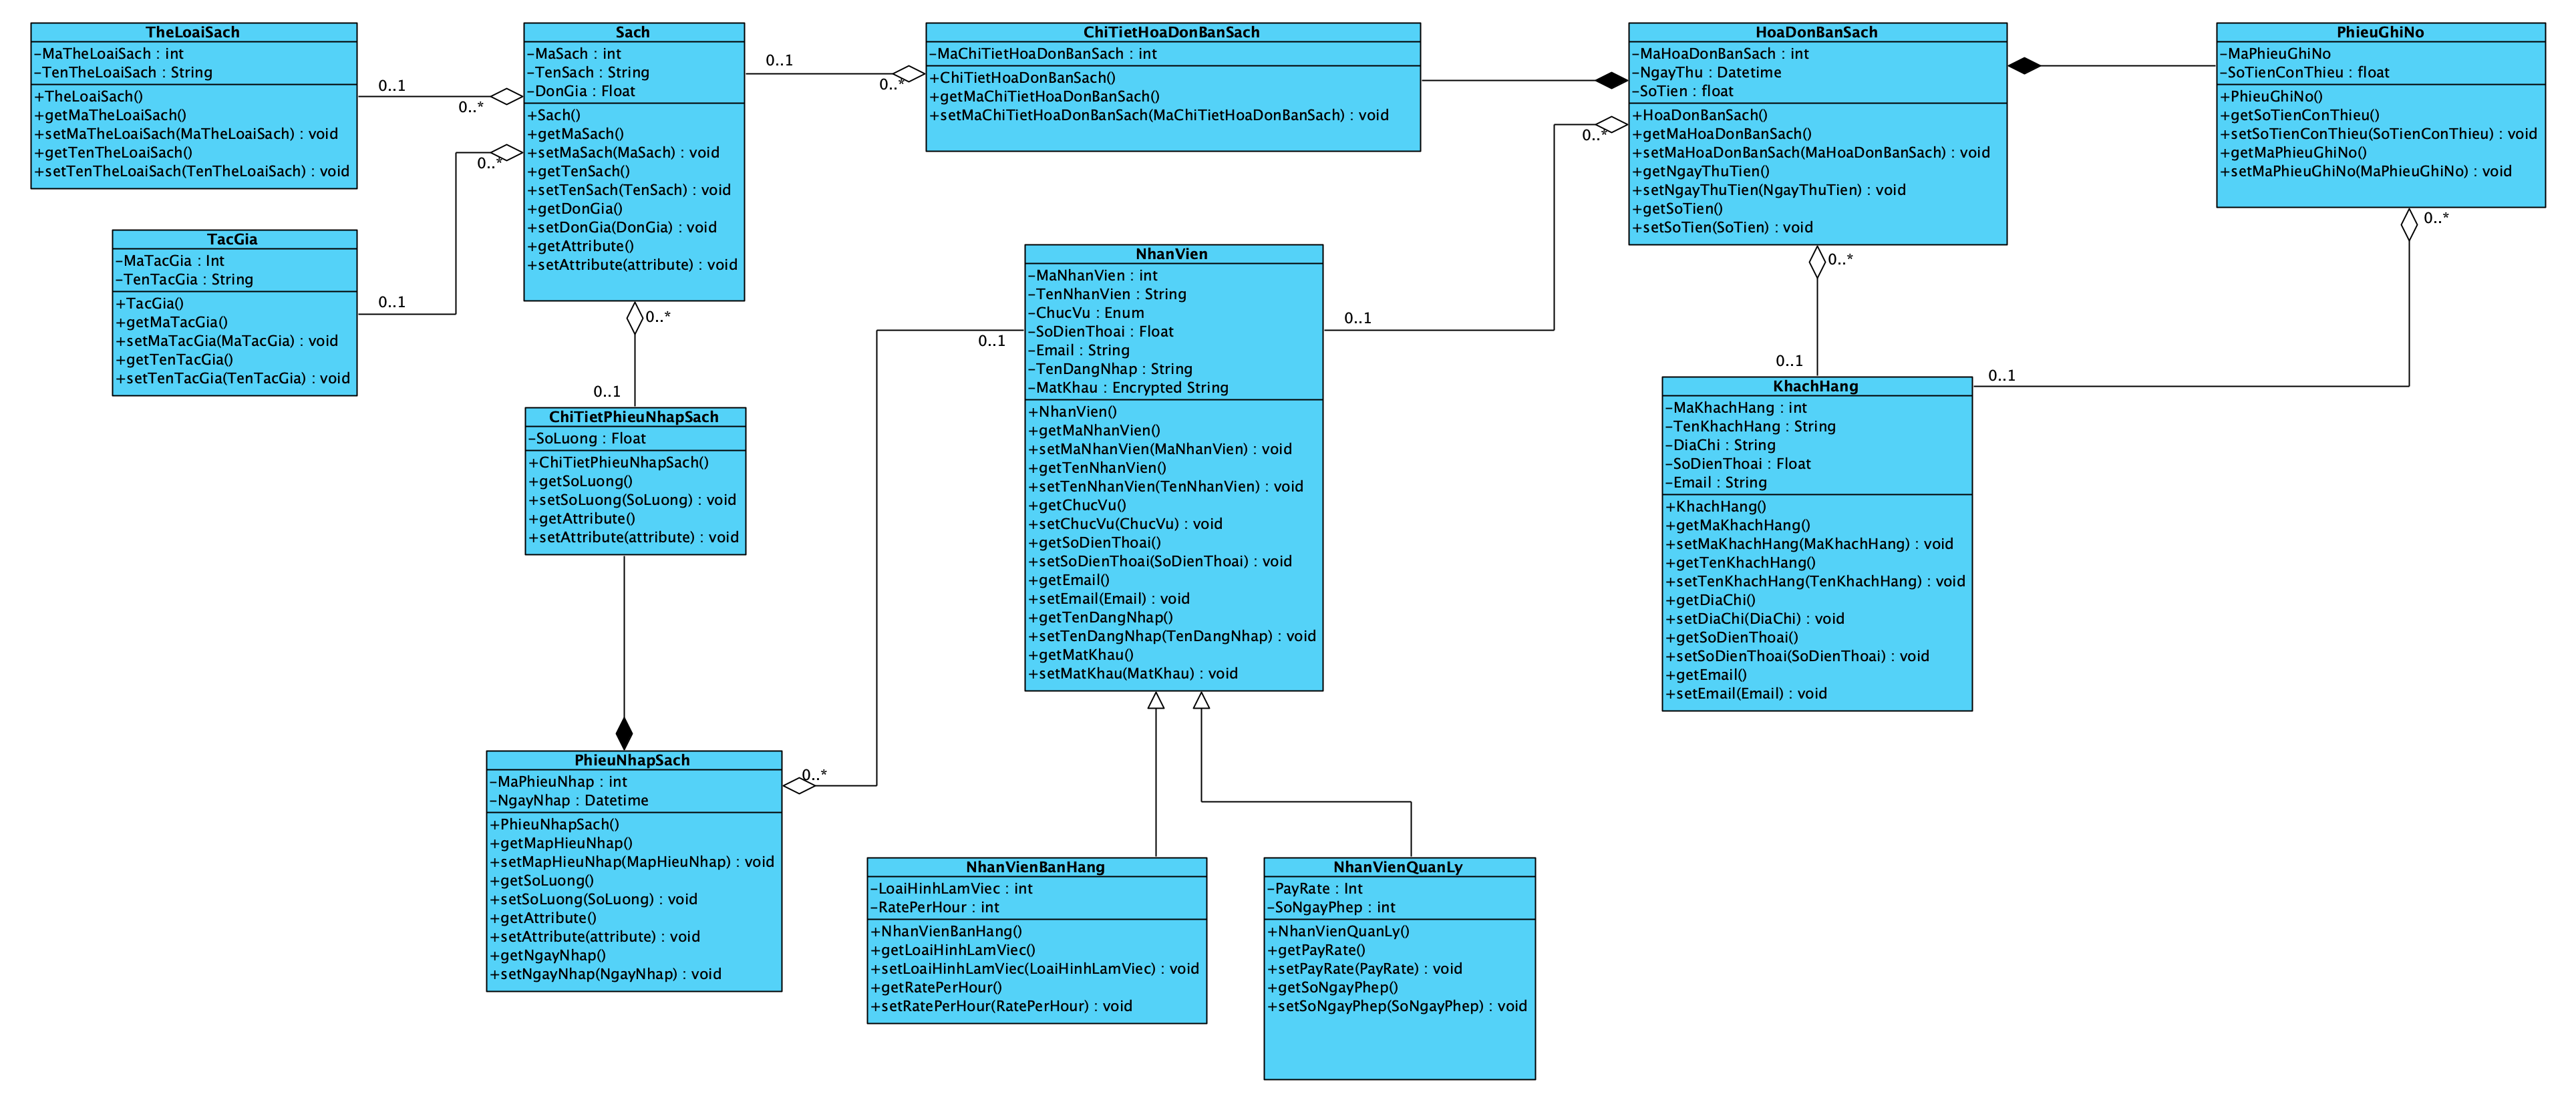 TheLoaiSach
-MaTheLoaiSach : int
-TenTheLoaiSach : String
+TheLoaiSach()
+getMaTheLoaiSach()
+setMaTheLoaiSach(MaTheLoaiSach) : void
+getTenTheLoaiSach()
+setTenTheLoaiSach(TenTheLoaiSach) : void
0..1
0..*
TacGia
-MaTacGia : Int
-TenTacGia : String
+TacGia()
+getMaTacGia()
+setMaTacGia(MaTacGia) : void
+getTenTacGia()
+setTenTacGia(TenTacGia) : void
0..1
0..*
Sach
-MaSach : int
-TenSach : String
-DonGia : Float
+Sach()
+getMaSach()
+setMaSach(MaSach) : void
+getTenSach()
+setTenSach(TenSach) : void
+getDonGia()
+setDonGia(DonGia) : void
+getAttribute()
+setAttribute(attribute) : void
0..1
0..*
0..*
0..1
ChiTietPhieuNhapSach
-SoLuong : Float
+ChiTietPhieuNhapSach()
+getSoLuong()
+setSoLuong(SoLuong) : void
+getAttribute()
+setAttribute(attribute) : void
PhieuNhapSach
-MaPhieuNhap : int
-NgayNhap : Datetime
+PhieuNhapSach()
+getMapHieuNhap()
+setMapHieuNhap(MapHieuNhap) : void
+getSoLuong()
+setSoLuong(SoLuong) : void
+getAttribute()
+setAttribute(attribute) : void
+getNgayNhap()
+setNgayNhap(NgayNhap) : void
0..*
0..1
ChiTietHoaDonBanSach
-MaChiTietHoaDonBanSach : int
+ChiTietHoaDonBanSach()
+getMaChiTietHoaDonBanSach()
+setMaChiTietHoaDonBanSach(MaChiTietHoaDonBanSach) : void
NhanVien
-MaNhanVien : int
-TenNhanVien : String
-ChucVu : Enum
-SoDienThoai : Float
-Email : String
-TenDangNhap : String
-MatKhau : Encrypted String
+NhanVien()
+getMaNhanVien()
+setMaNhanVien(MaNhanVien) : void
+getTenNhanVien()
+setTenNhanVien(TenNhanVien) : void
+getChucVu()
+setChucVu(ChucVu) : void
+getSoDienThoai()
+setSoDienThoai(SoDienThoai) : void
+getEmail()
+setEmail(Email) : void
+getTenDangNhap()
+setTenDangNhap(TenDangNhap) : void
+getMatKhau()
+setMatKhau(MatKhau) : void
0..1
0..*
NhanVienBanHang
-LoaiHinhLamViec : int
-RatePerHour : int
+NhanVienBanHang()
+getLoaiHinhLamViec()
+setLoaiHinhLamViec(LoaiHinhLamViec) : void
+getRatePerHour()
+setRatePerHour(RatePerHour) : void
NhanVienQuanLy
-PayRate : Int
-SoNgayPhep : int
+NhanVienQuanLy()
+getPayRate()
+setPayRate(PayRate) : void
+getSoNgayPhep()
+setSoNgayPhep(SoNgayPhep) : void
HoaDonBanSach
-MaHoaDonBanSach : int
-NgayThu : Datetime
-SoTien : float
+HoaDonBanSach()
+getMaHoaDonBanSach()
+setMaHoaDonBanSach(MaHoaDonBanSach) : void
+getNgayThuTien()
+setNgayThuTien(NgayThuTien) : void
+getSoTien()
+setSoTien(SoTien) : void
0..*
0..1
KhachHang
-MaKhachHang : int
-TenKhachHang : String
-DiaChi : String
-SoDienThoai : Float
-Email : String
+KhachHang()
+getMaKhachHang()
+setMaKhachHang(MaKhachHang) : void
+getTenKhachHang()
+setTenKhachHang(TenKhachHang) : void
+getDiaChi()
+setDiaChi(DiaChi) : void
+getSoDienThoai()
+setSoDienThoai(SoDienThoai) : void
+getEmail()
+setEmail(Email) : void
0..1
PhieuGhiNo
-MaPhieuGhiNo
-SoTienConThieu : float
+PhieuGhiNo()
+getSoTienConThieu()
+setSoTienConThieu(SoTienConThieu) : void
+getMaPhieuGhiNo()
+setMaPhieuGhiNo(MaPhieuGhiNo) : void
0..*